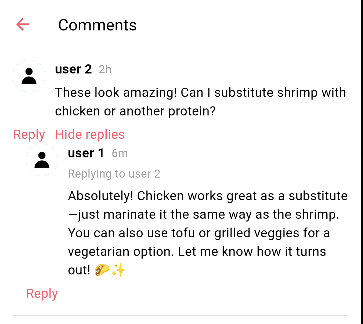 Comments
user 2 2h
These look amazing! Can I substitute shrimp with
chicken or another protein?
Reply Hide replies
user 1 6m
Replying to user 2
Absolutely! Chicken works great as a substitute
—just marinate it the same way as the shrimp.
You can also use tofu or grilled veggies for a
vegetarian option. Let me know how it turns
out! 🌮✨
Reply